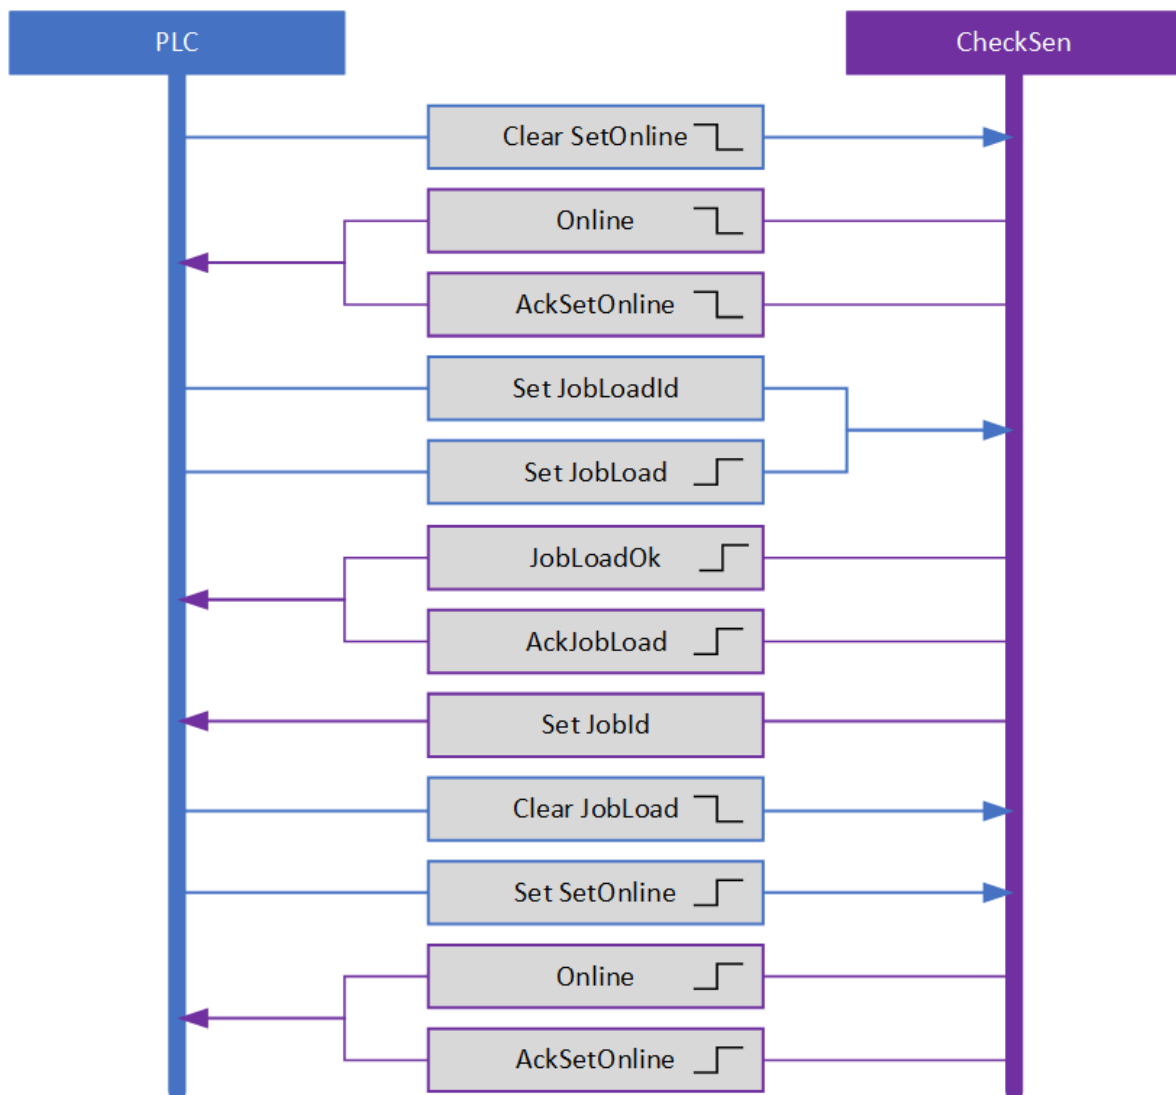 PLC
CheckSen
Clear SetOnline
Online
AckSetOnline
Set JobLoadId
Set JobLoad
JobLoadOk
AckJobLoad
Set JobId
Clear JobLoad
Set SetOnline
Online
AckSetOnline